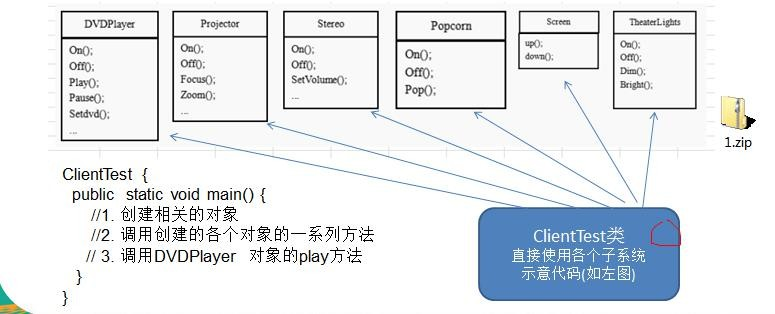 DVDPlayer
On();
Off();
Play();
Pause();
Setdvd();
...
Projector
On();
Off();
Focus();
Zoom();
...
Stereo
On();
Off();
SetVolume();
...
Popcorn
On();
Off();
Pop();
Screen
up();
down();
TheaterLights
On();
Off();
Dim();
Bright();
1.zip
ClientTest {
public static void main() {
//1. 创建相关的对象
//2. 调用创建的各个对象的一系列方法
// 3. 调用DVDPlayer 对象的play方法
}
}
ClientTest类
直接使用各个子系统
示意代码(如左图)